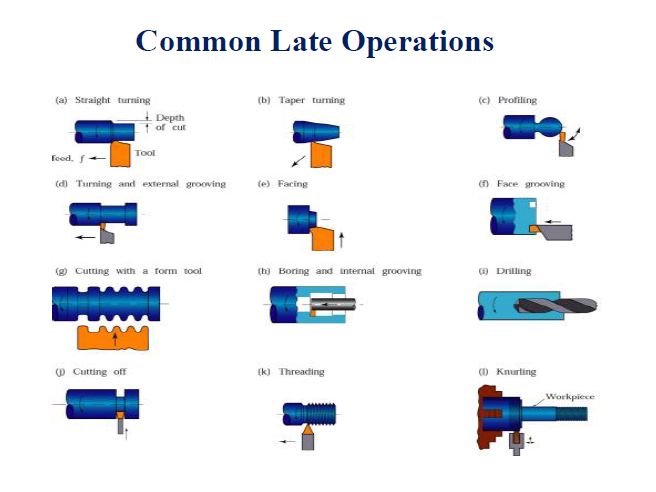 Common Late Operations
(a) Straight turning
Depth
of cut
Tool
feed, f
(b) Taper turning
(c) Profiling
(d) Turning and external grooving
(e) Facing
(f) Face grooving
(g) Cutting with a form tool
(h) Boring and internal grooving
(i) Drilling
(j) Cutting off
(k) Threading
(l) Knurling
Workpiece